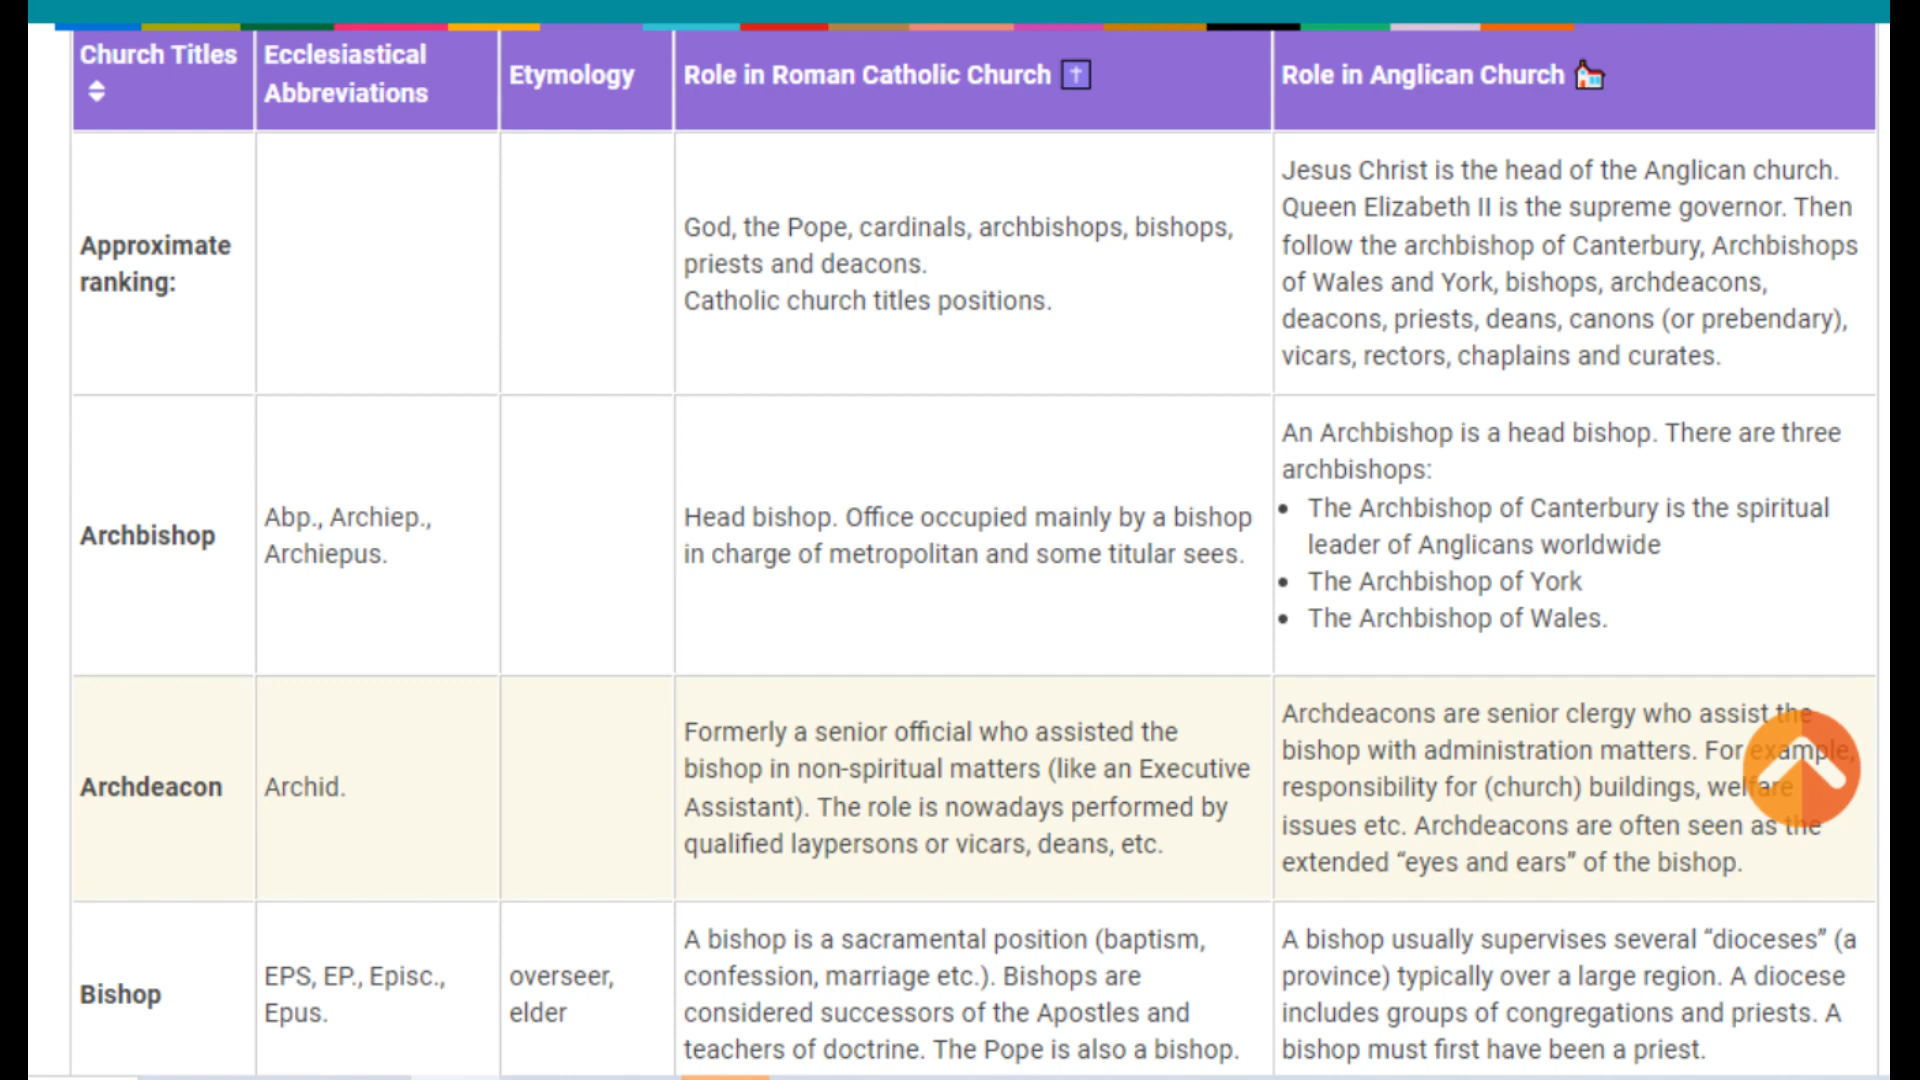 Church Titles
Ecclesiastical
Abbreviations
Etymology
Role in Roman Catholic Church
Role in Anglican Church
Approximate
ranking:
God, the Pope, cardinals, archbishops, bishops,
priests and deacons.
Catholic church titles positions.
Jesus Christ is the head of the Anglican church.
Queen Elizabeth II is the supreme governor. Then
follow the archbishop of Canterbury, Archbishops
of Wales and York, bishops, archdeacons,
deacons, priests, deans, canons (or prebendary),
vicars, rectors, chaplains and curates.
Archbishop
Abp., Archiep.,
Archiepus.
Head bishop. Office occupied mainly by a bishop
in charge of metropolitan and some titular sees.
An Archbishop is a head bishop. There are three
archbishops:
• The Archbishop of Canterbury is the spiritual
leader of Anglicans worldwide
• The Archbishop of York
• The Archbishop of Wales.
Archdeacon
Archid.
Formerly a senior official who assisted the
bishop in non-spiritual matters (like an Executive
Assistant). The role is nowadays performed by
qualified laypersons or vicars, deans, etc.
Archdeacons are senior clergy who assist the
bishop with administration matters. For example,
responsibility for (church) buildings, welfare
issues etc. Archdeacons are often seen as the
extended “eyes and ears” of the bishop.
Bishop
EPS, EP., Episc.,
Epus.
overseer,
elder
A bishop is a sacramental position (baptism,
confession, marriage etc.). Bishops are
considered successors of the Apostles and
teachers of doctrine. The Pope is also a bishop.
A bishop usually supervises several “dioceses” (a
province) typically over a large region. A diocese
includes groups of congregations and priests. A
bishop must first have been a priest.